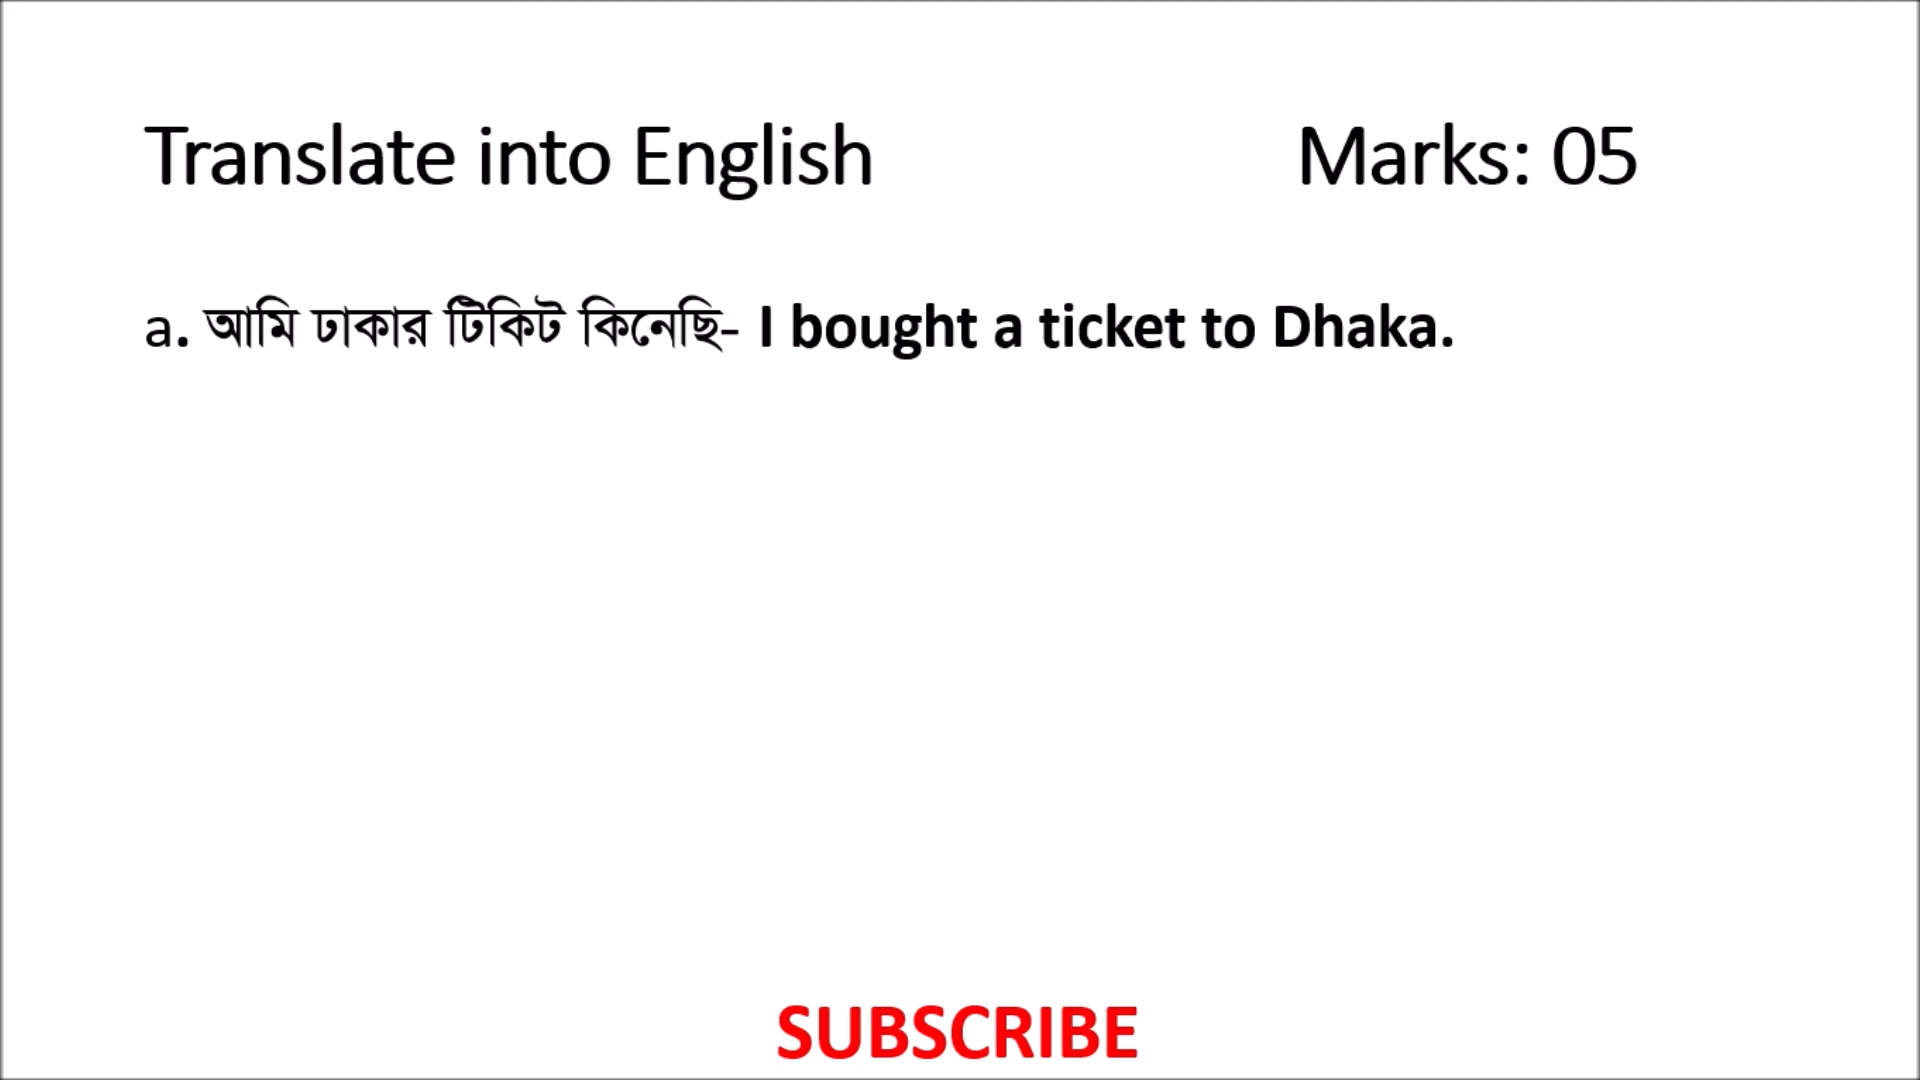 Translate into English Marks: 05
a. আমি ঢাকার টিকিট কিনেছি- I bought a ticket to Dhaka.
SUBSCRIBE